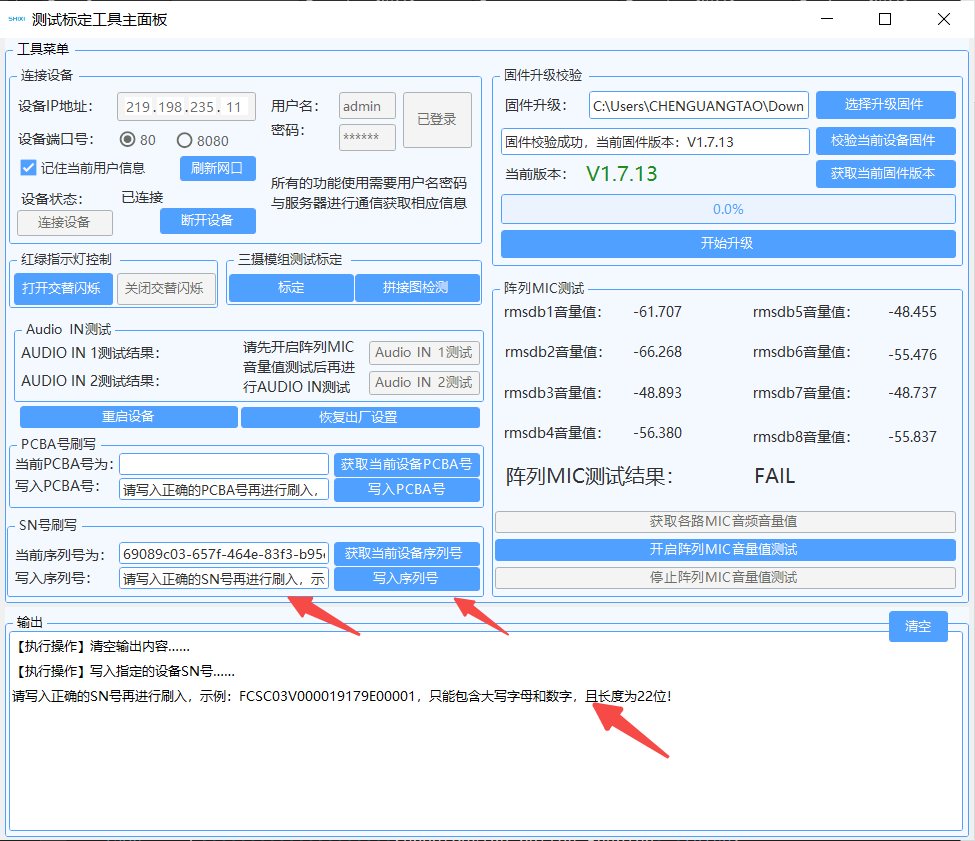 SHIXI 测试标定工具主面板
工具菜单
连接设备
设备IP地址： 219.198.235. 11 用户名： admin 已登录
设备端口号： 80 8080 密码： ******
记住当前用户信息 刷新网口
设备状态： 已连接
连接设备 断开设备
所有的功能使用需要用户名密码
与服务器进行通信获取相应信息
红绿指示灯控制
打开交替闪烁 关闭交替闪烁
三摄模组测试标定
标定 拼接图检测
Audio IN测试
AUDIO IN 1测试结果：
AUDIO IN 2测试结果：
请先开启阵列MIC
音量值测试后再进
行AUDIO IN测试
Audio IN 1测试
Audio IN 2测试
重启设备 恢复出厂设置
PCBA号刷写
当前PCBA号为： 获取当前设备PCBA号
写入PCBA号： 请写入正确的PCBA号再进行刷入， 写入PCBA号
SN号刷写
当前序列号为： 69089c03-657f-464e-83f3-b95e 获取当前设备序列号
写入序列号： 请写入正确的SN号再进行刷入，示 写入序列号
固件升级校验
固件升级： C:\Users\CHENGUANGTAO\Down 选择升级固件
固件校验成功，当前固件版本：V1.7.13 校验当前设备固件
当前版本： V1.7.13 获取当前固件版本
0.0%
开始升级
阵列MIC测试
rmsdb1音量值： -61.707 rmsdb5音量值： -48.455
rmsdb2音量值： -66.268 rmsdb6音量值： -55.476
rmsdb3音量值： -48.893 rmsdb7音量值： -48.737
rmsdb4音量值： -56.380 rmsdb8音量值： -55.837
阵列MIC测试结果： FAIL
获取各路MIC音频音量值
开启阵列MIC音量值测试
停止阵列MIC音量值测试
输出
清空
【执行操作】清空输出内容......
【执行操作】写入指定的设备SN号......
请写入正确的SN号再进行刷入，示例：FCSC03V000019179E00001，只能包含大写字母和数字，且长度为22位！